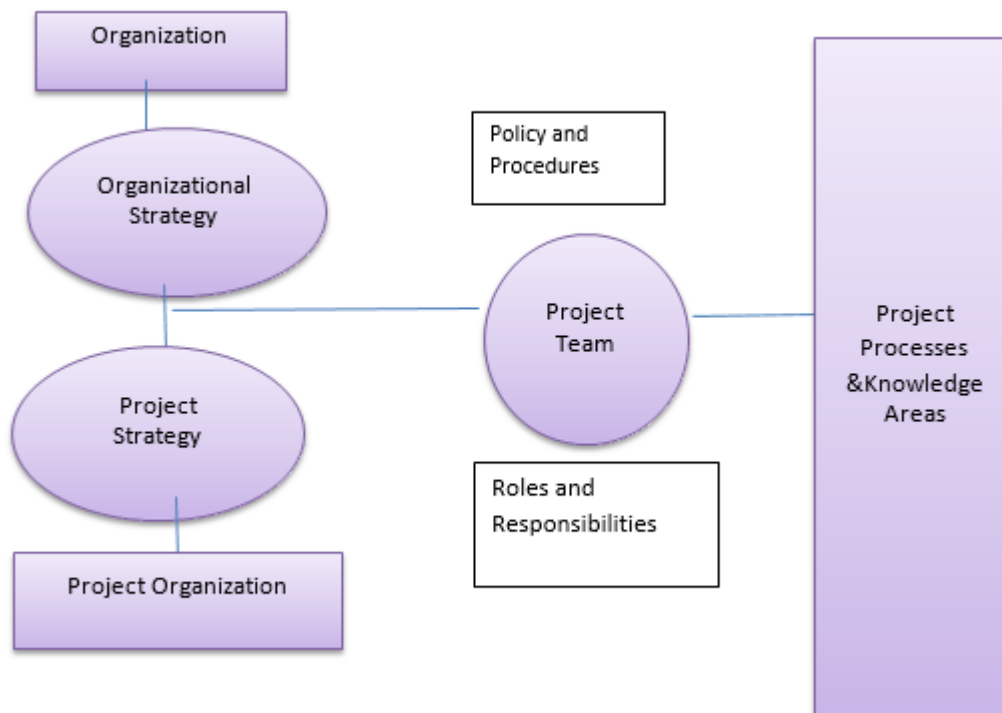 Organization
Organizational
Strategy
Project
Strategy
Project Organization
Policy and
Procedures
Project
Team
Roles and
Responsibilities
Project
Processes
&Knowledge
Areas